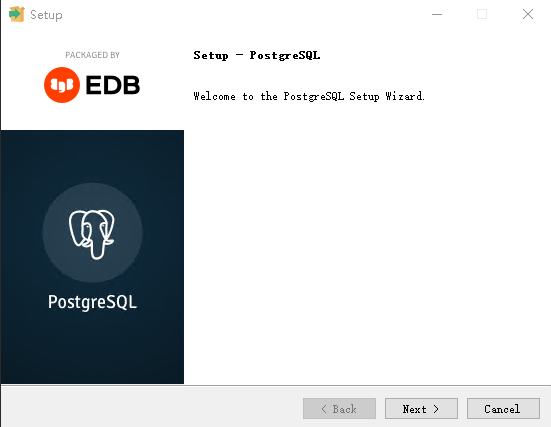 Setup
PACKAGED BY
EDB
Setup - PostgreSQL
Welcome to the PostgreSQL Setup Wizard.
PostgreSQL
< Back
Next >
Cancel